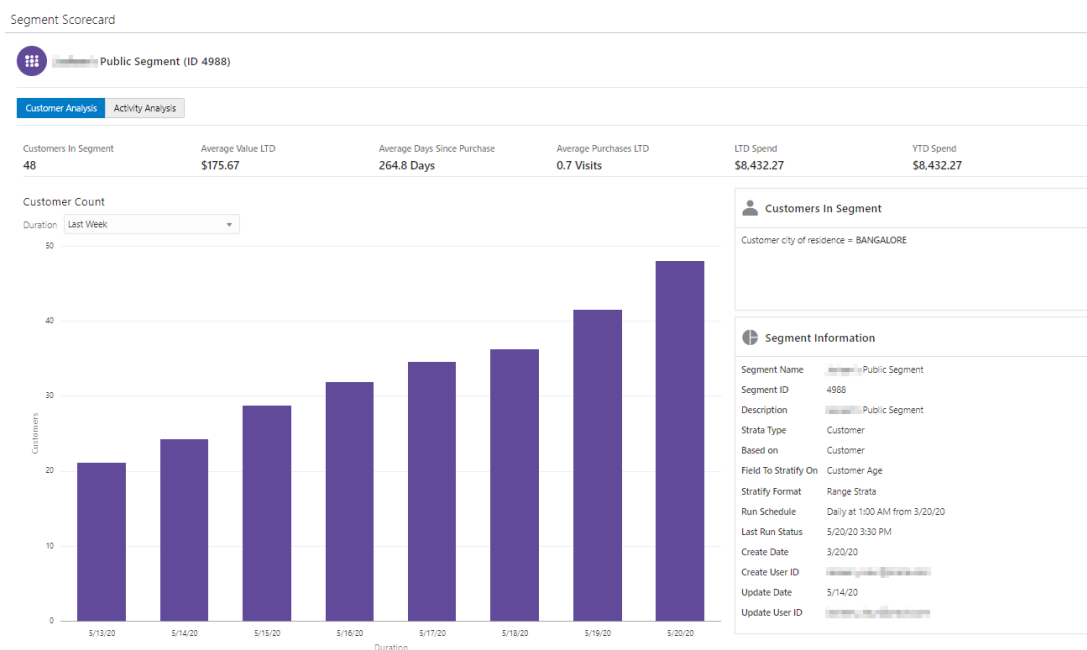 Segment Scorecard
Public Segment (ID 4988)
Customer Analysis Activity Analysis
Customers In Segment Average Value LTD Average Days Since Purchase Average Purchases LTD LTD Spend YTD Spend
48 $175.67 264.8 Days 0.7 Visits $8,432.27 $8,432.27
Customer Count
Duration Last Week
50
40
30
20
10
0
Customers
5/13/20 5/14/20 5/15/20 5/16/20 5/17/20 5/18/20 5/19/20 5/20/20
Duration
Customers In Segment
Customer city of residence = BANGALORE
Segment Information
Segment Name Public Segment
Segment ID 4988
Description Public Segment
Strata Type Customer
Based on Customer
Field To Stratify On Customer Age
Stratify Format Range Strata
Run Schedule Daily at 1:00 AM from 3/20/20
Last Run Status 5/20/20 3:30 PM
Create Date 3/20/20
Create User ID
Update Date 5/14/20
Update User ID